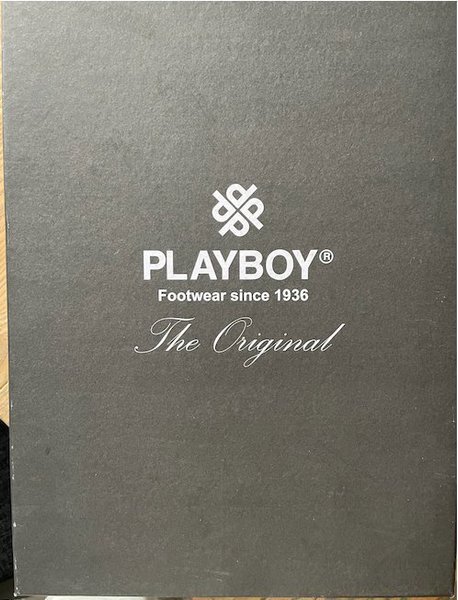 PLAYBOY®
Footwear since 1936
The Original